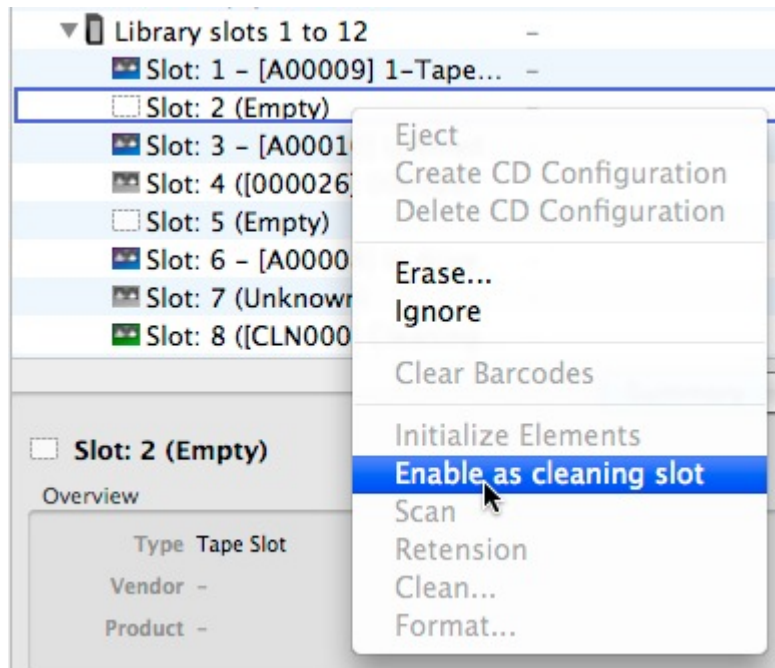 Library slots 1 to 12 –
Slot: 1 – [A00009] 1–Tape... –
Slot: 2 (Empty)
Slot: 3 – [A0001
Slot: 4 ([000026]
Slot: 5 (Empty)
Slot: 6 – [A0000
Slot: 7 (Unknown
Slot: 8 ([CLN000
Eject
Create CD Configuration
Delete CD Configuration
Erase...
Ignore
Clear Barcodes
Initialize Elements
Enable as cleaning slot
Scan
Retension
Clean...
Format...
Slot: 2 (Empty)
Overview
Type Tape Slot
Vendor –
Product –